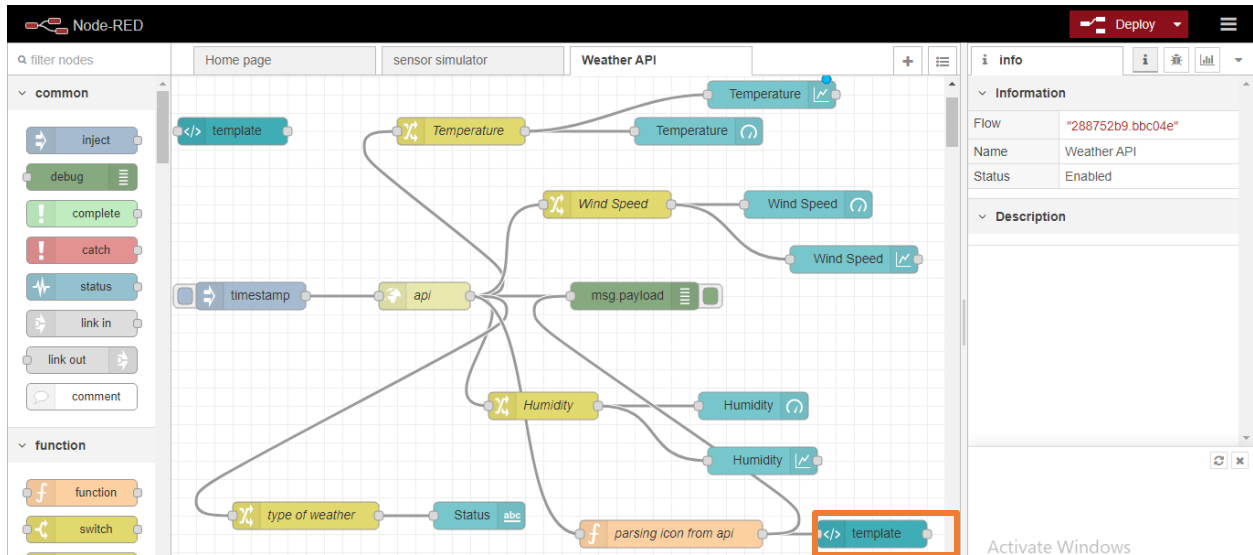 Node-RED
Deploy
filter nodes
Home page
sensor simulator
Weather API
+
i info
i
common
inject
debug
complete
catch
status
link in
link out
comment
function
function
switch
</> template
Temperature
Temperature
Temperature
Wind Speed
Wind Speed
Wind Speed
timestamp
api
msg.payload
Humidity
Humidity
Humidity
type of weather
Status abc
f parsing icon from api
</> template
Information
Flow "288752b9.bbc04e"
Name Weather API
Status Enabled
Description
Activate Windows